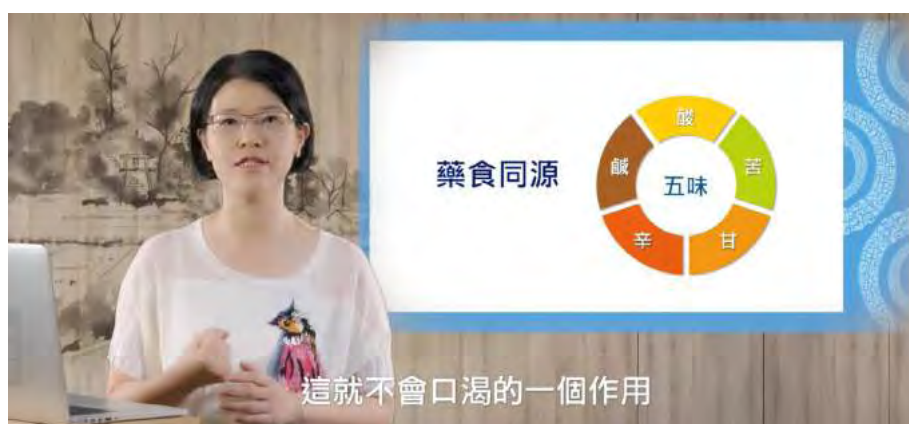 藥食同源
五味
酸
苦
甘
辛
鹹
這就不會口渴的一個作用